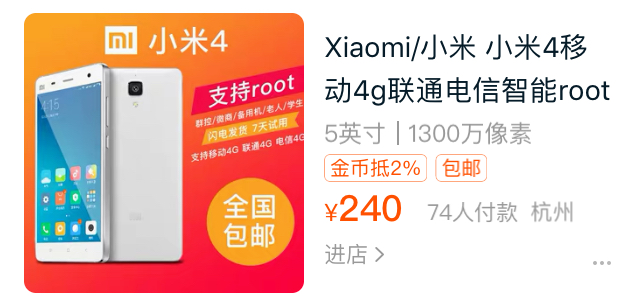 小米4
支持root
群控/微商/备用机/老人/学生
闪电发货 7天试用
支持移动4G 联通4G 电信4G
全国
包邮
Xiaomi/小米 小米4移
动4g联通电信智能root
5英寸 | 1300万像素
金币抵2% 包邮
¥240 74人付款 杭州
进店 >